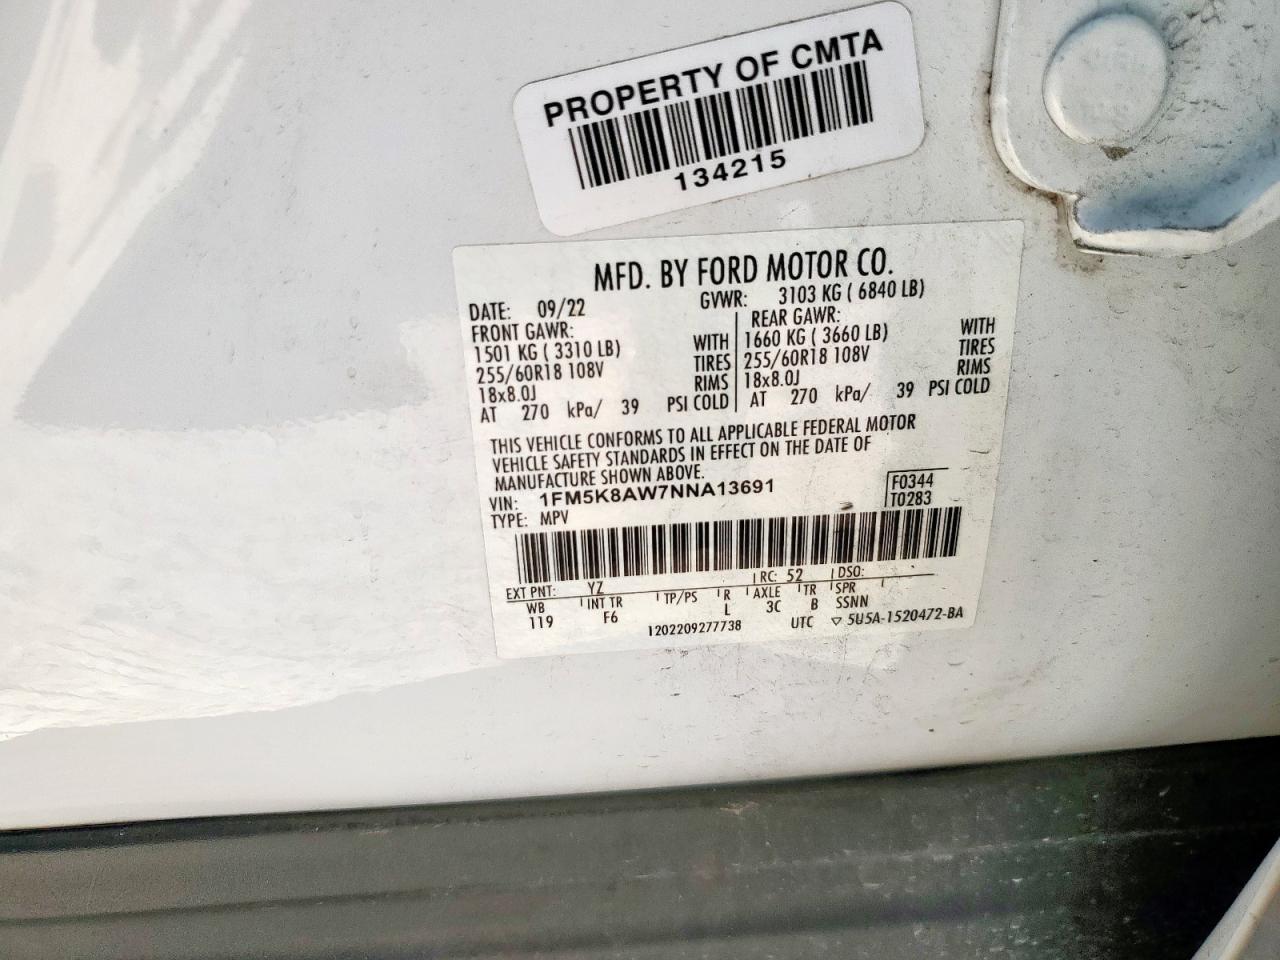 PROPERTY OF CMTA
134215
MFD. BY FORD MOTOR CO.
DATE: 09/22 GVWR: 3103 KG ( 6840 LB)
FRONT GAWR: REAR GAWR:
1501 KG ( 3310 LB) WITH 1660 KG ( 3660 LB) WITH
255/60R18 108V TIRES 255/60R18 108V TIRES
18x8.0J RIMS 18x8.0J RIMS
AT 270 kPa/ 39 PSI COLD AT 270 kPa/ 39 PSI COLD
THIS VEHICLE CONFORMS TO ALL APPLICABLE FEDERAL MOTOR
VEHICLE SAFETY STANDARDS IN EFFECT ON THE DATE OF
MANUFACTURE SHOWN ABOVE.
VIN: 1FM5K8AW7NNA13691 F0344
TYPE: MPV T0283
EXT PNT: YZ RC: 52 DSO:
WB INT TR TP/PS R AXLE TR SPR
119 F6 L 3C B SSNN
1202209277738 UTC ▽ 5U5A-1520472-BA